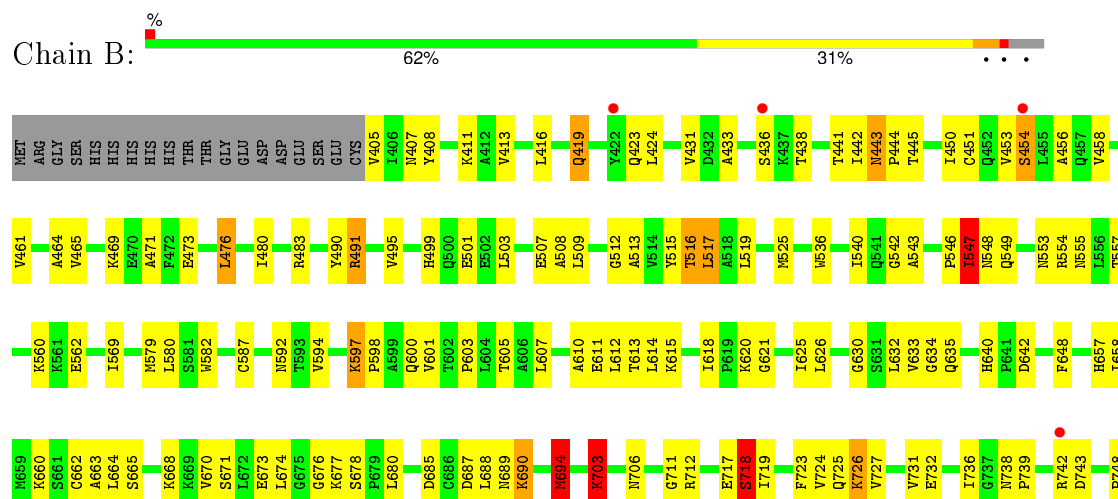 %
Chain B:
62% 31% • • •
MET ARG GLY SER HIS HIS HIS HIS HIS HIS THR THR GLY GLU ASP ASP GLU SER GLU CYS V405 I406 N407 Y408 K411 A412 V413 L416 Q419 Y422 Q423 L424 V431 D432 A433 S436 K437 T438 T441 I442 N443 P444 T445 I450 C451 Q452 V453 S454 L455 A456 Q457 V458
V461 A464 V465 K469 E470 A471 F472 E473 L476 I480 R483 Y490 R491 V495 H499 Q500 E501 E502 L503 E507 A508 L509 G512 A513 V514 Y515 T516 L517 A518 L519 M525 W536 I540 Q541 G542 A543 P546 I547 N548 Q549 N553 R554 N555 L556 T557
K560 K561 E562 I569 M579 L580 S581 W582 C587 N592 T593 V594 K597 P598 A599 Q600 V601 T602 P603 L604 T605 A606 L607 A610 E611 L612 T613 L614 K615 I618 P619 K620 G621 I625 L626 G630 S631 L632 V633 G634 Q635 H640 P641 D642 F648 H657 I658
M659 K660 S661 C662 A663 L664 S665 K668 K669 V670 S671 L672 E673 L674 G675 G676 K677 S678 P679 L680 D685 C686 D687 L688 N689 K690 M694 K703 N706 G711 R712 E717 S718 I719 F723 V724 Q725 K726 V727 V731 E732 I736 G737 N738 P739 R742 D743